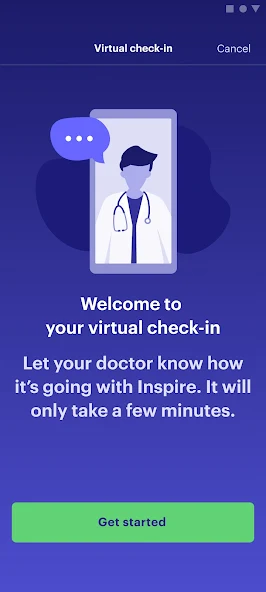 Virtual check-in
Cancel
Welcome to
your virtual check-in
Let your doctor know how
it's going with Inspire. It will
only take a few minutes.
Get started